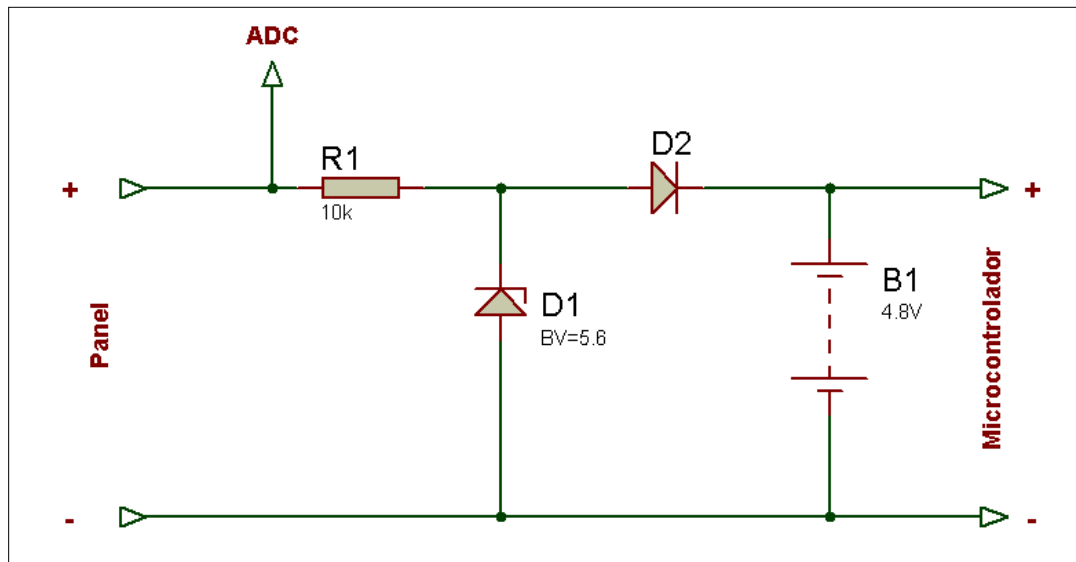 ADC
R1
10k
D2
+
+
D1
BV=5.6
B1
4.8V
Panel
Microcontrolador
-
-